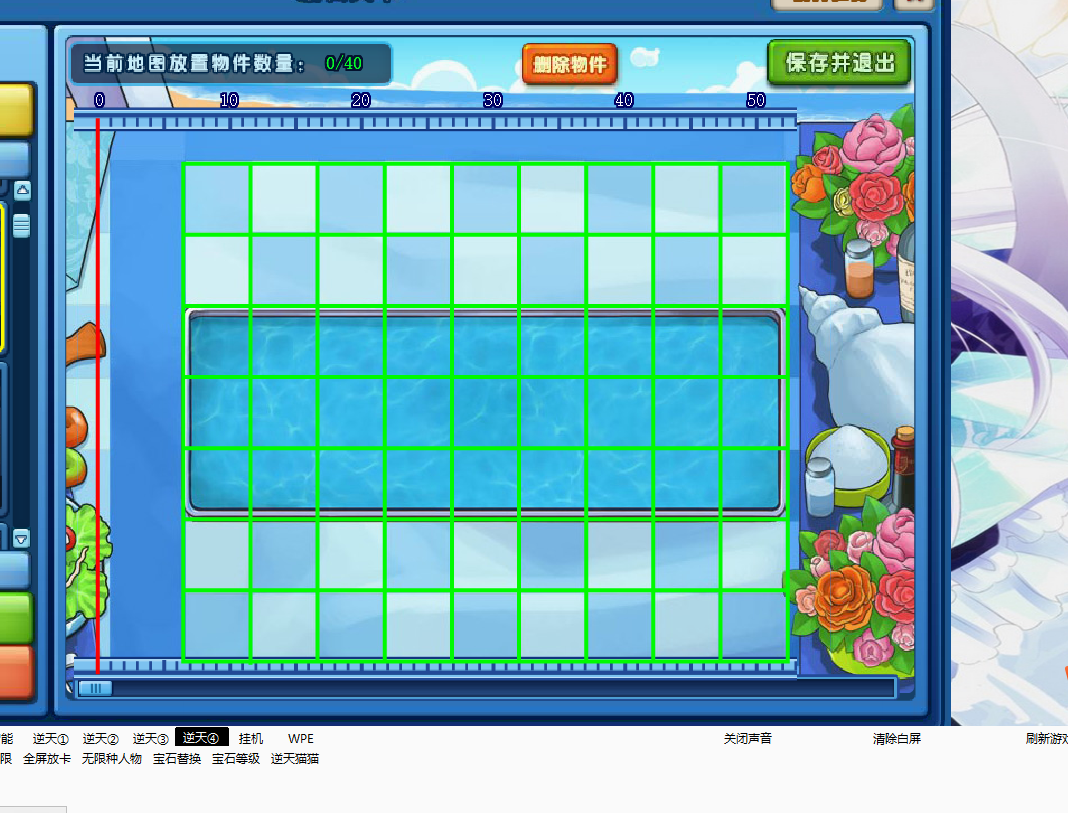 当前地图放置物件数量： 0/40
删除物件
保存并退出
0 10 20 30 40 50
能 逆天① 逆天② 逆天③ 逆天④ 挂机 WPE 关闭声音 清除白屏 刷新游戏
限 全屏放卡 无限种人物 宝石替换 宝石等级 逆天猫猫